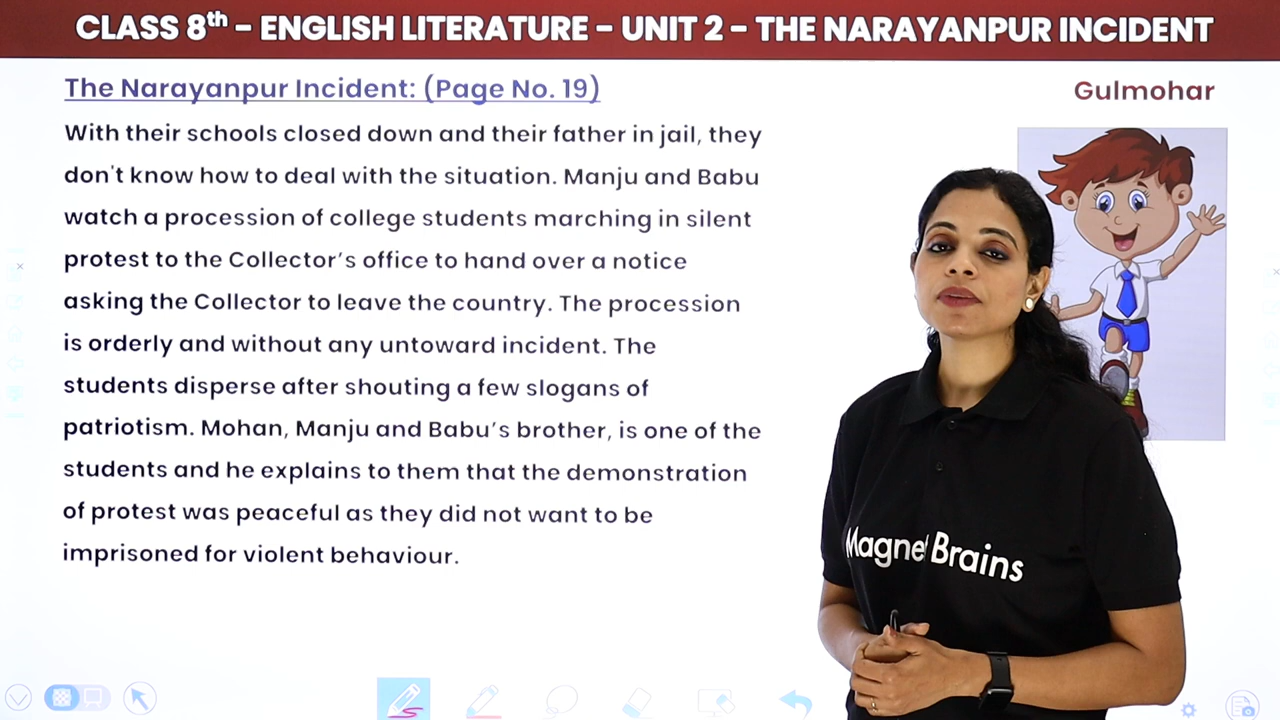 CLASS 8th – ENGLISH LITERATURE – UNIT 2 – THE NARAYANPUR INCIDENT
The Narayanpur Incident: (Page No. 19)
Gulmohar
With their schools closed down and their father in jail, they
don't know how to deal with the situation. Manju and Babu
watch a procession of college students marching in silent
protest to the Collector's office to hand over a notice
asking the Collector to leave the country. The procession
is orderly and without any untoward incident. The
students disperse after shouting a few slogans of
patriotism. Mohan, Manju and Babu's brother, is one of the
students and he explains to them that the demonstration
of protest was peaceful as they did not want to be
imprisoned for violent behaviour.
Magnet Brains